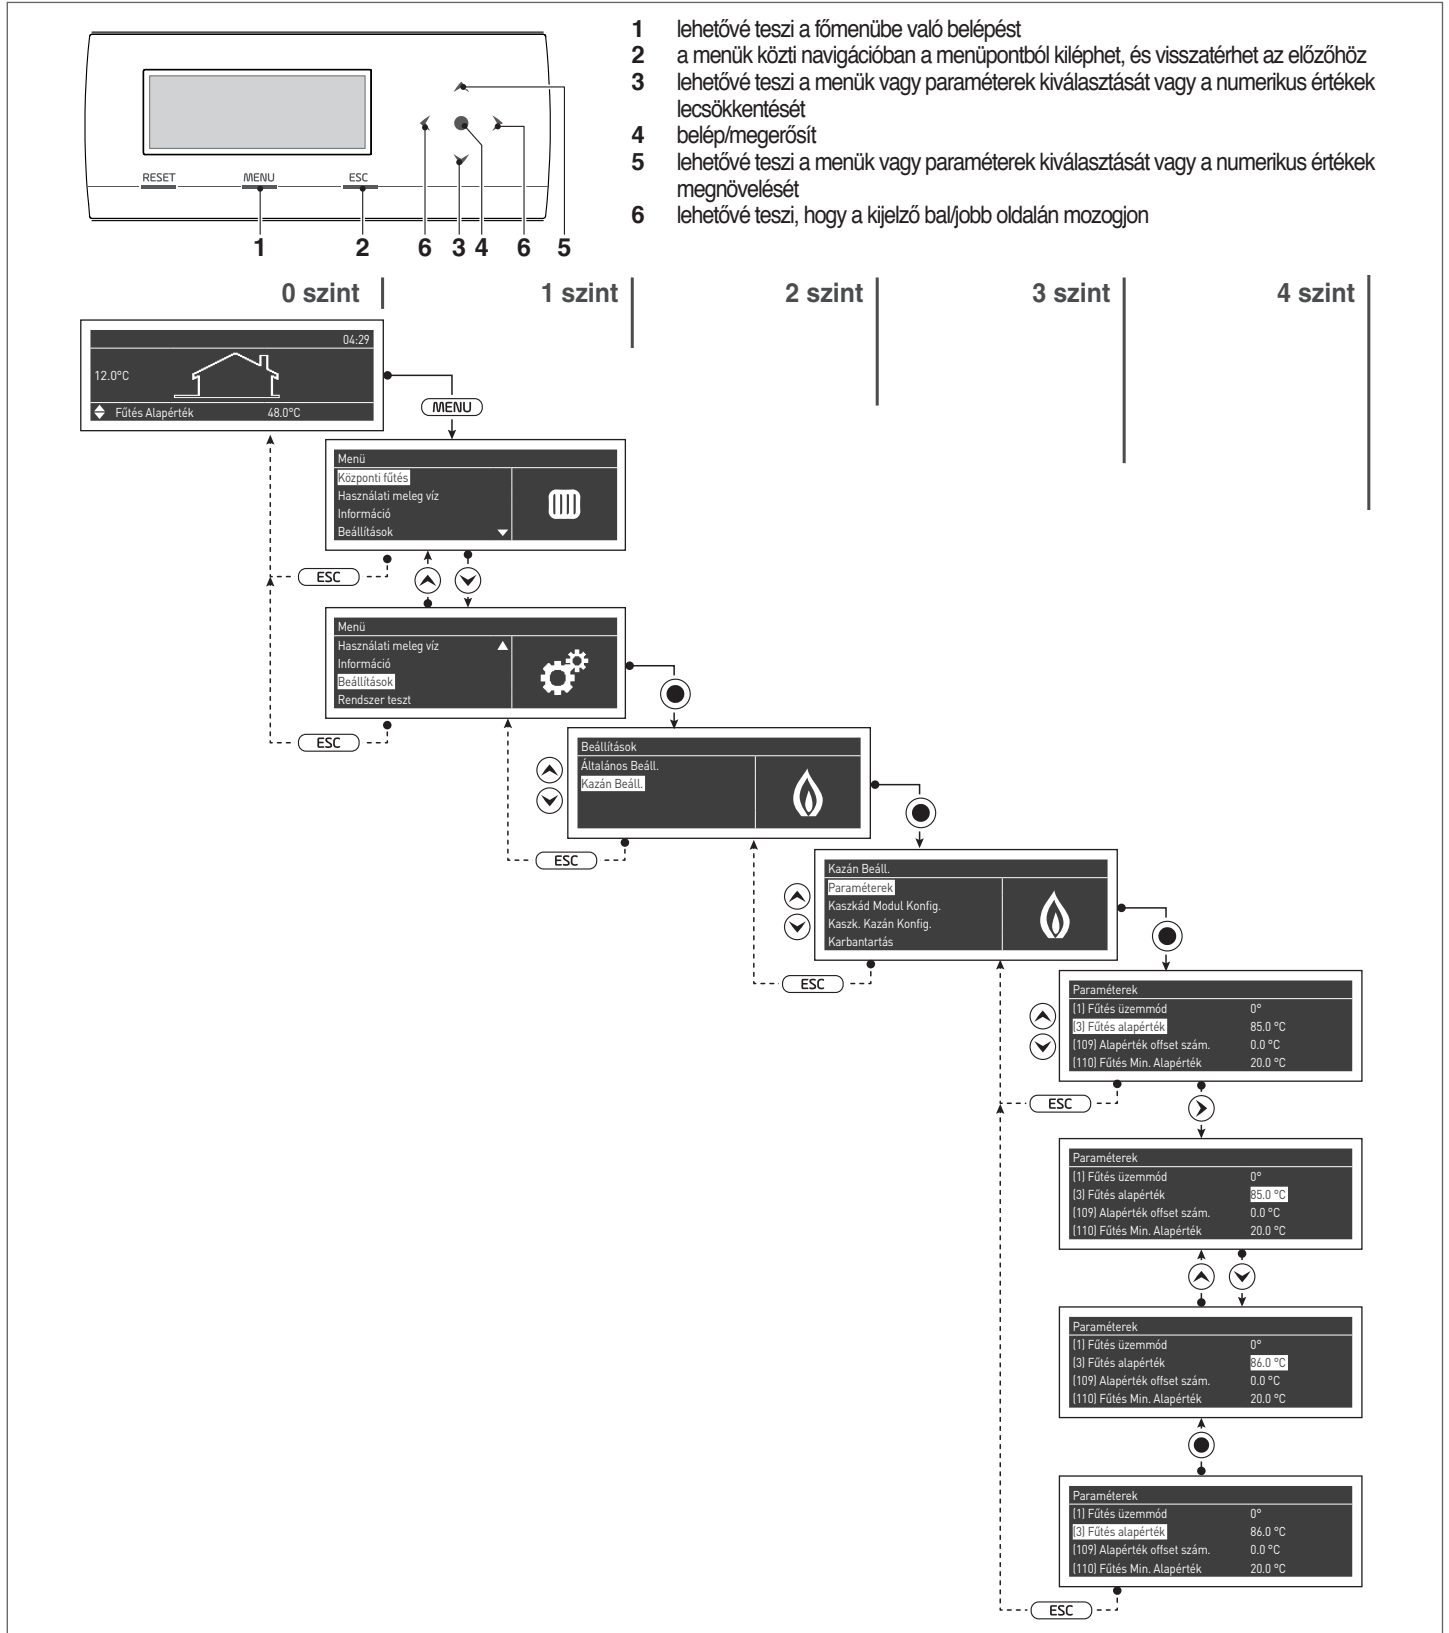 1 lehetővé teszi a főmenübe való belépést
2 a menük közti navigációban a menüpontból kiléphet, és visszatérhet az előzőhöz
3 lehetővé teszi a menük vagy paraméterek kiválasztását vagy a numerikus értékek
lecsökkentését
4 belép/megerősít
5 lehetővé teszi a menük vagy paraméterek kiválasztását vagy a numerikus értékek
megnövelését
6 lehetővé teszi, hogy a kijelző bal/jobb oldalán mozogjon
RESET MENU ESC
1 2 6 3 4 6 5
0 szint 1 szint 2 szint 3 szint 4 szint
04:29
12.0°C
Fűtés Alapérték 48.0°C
MENU
Menü
Központi fűtés
Használati meleg víz
Információ
Beállítások
ESC
Menü
Használati meleg víz
Információ
Beállítások
Rendszer teszt
ESC
Beállítások
Általános Beáll.
Kazán Beáll.
ESC
Kazán Beáll.
Paraméterek
Kaszkád Modul Konfig.
Kaszk. Kazán Konfig.
Karbantartás
ESC
Paraméterek
(1) Fűtés üzemmód 0°
(3) Fűtés alapérték 85.0 °C
(109) Alapérték offset szám. 0.0 °C
(110) Fűtés Min. Alapérték 20.0 °C
ESC
Paraméterek
(1) Fűtés üzemmód 0°
(3) Fűtés alapérték 85.0 °C
(109) Alapérték offset szám. 0.0 °C
(110) Fűtés Min. Alapérték 20.0 °C
Paraméterek
(1) Fűtés üzemmód 0°
(3) Fűtés alapérték 86.0 °C
(109) Alapérték offset szám. 0.0 °C
(110) Fűtés Min. Alapérték 20.0 °C
Paraméterek
(1) Fűtés üzemmód 0°
(3) Fűtés alapérték 86.0 °C
(109) Alapérték offset szám. 0.0 °C
(110) Fűtés Min. Alapérték 20.0 °C
ESC